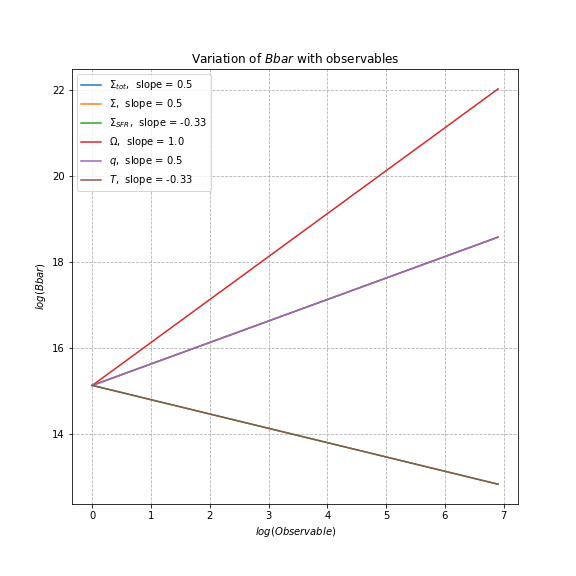 Variation of Bbar with observables
Σtot, slope = 0.5
Σ, slope = 0.5
ΣSFR, slope = -0.33
Ω, slope = 1.0
q, slope = 0.5
T, slope = -0.33
22
20
18
16
14
log(Bbar)
0 1 2 3 4 5 6 7
log(Observable)